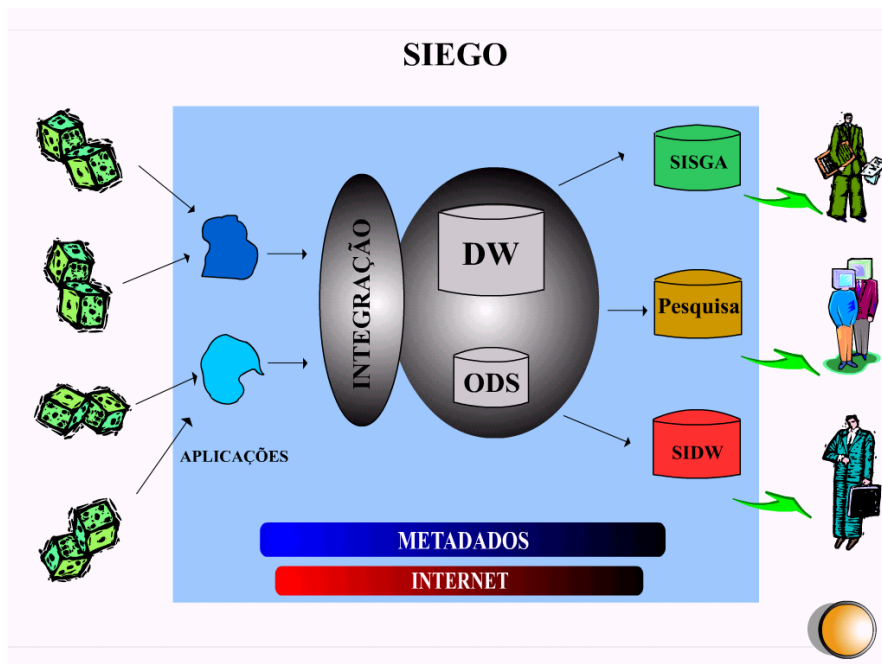 SIEGO
SISGA
INTEGRAÇÃO
DW
Pesquisa
ODS
APLICAÇÕES
SIDW
METADADOS
INTERNET